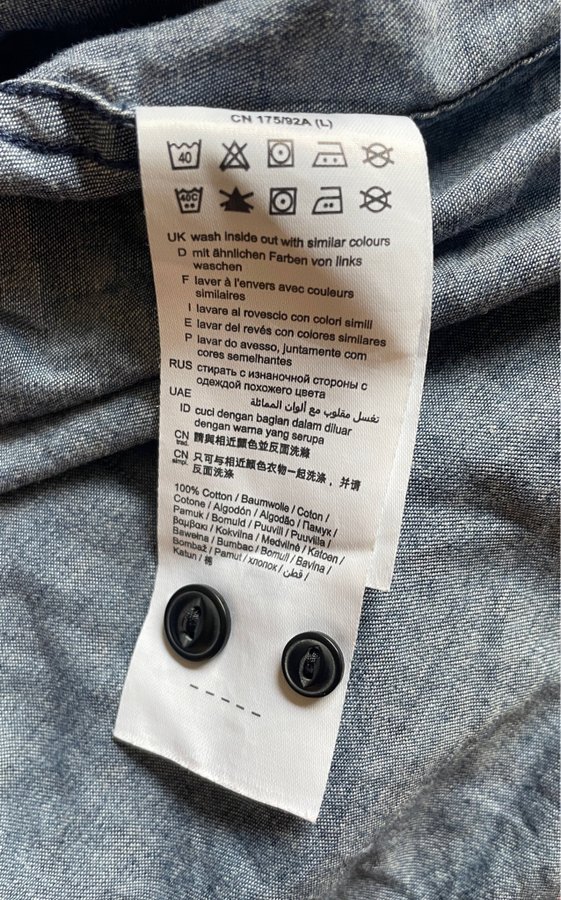 CN 175/92A (L)
40
40C
UK wash inside out with similar colours
D mit ähnlichen Farben von links
waschen
F laver à l'envers avec couleurs
similaires
I lavare al rovescio con colori simili
E lavar del revés con colores similares
P lavar do avesso, juntamente com
cores semelhantes
RUS стирать с изнаночной стороны с
одеждой похожего цвета
UAE تغسل مقلوب مع ألوان المماثلة
ID cuci dengan bagian dalam diluar
dengan warna yang serupa
CN trad. 請與相近顏色並反面洗滌
CN simpl. 只可与相近颜色衣物一起洗涤，并请
反面洗涤
100% Cotton / Baumwolle / Coton /
Cotone / Algodón / Algodão / Памук /
Pamuk / Bomuld / Puuvill / Puuvilla /
Βαμβακι / Kokvilna / Medvilnė / Katoen /
Bawełna / Bumbac / Bomull / Bavlna /
Bombaž / Pamut / хлопок / قطن /
Katun / 棉